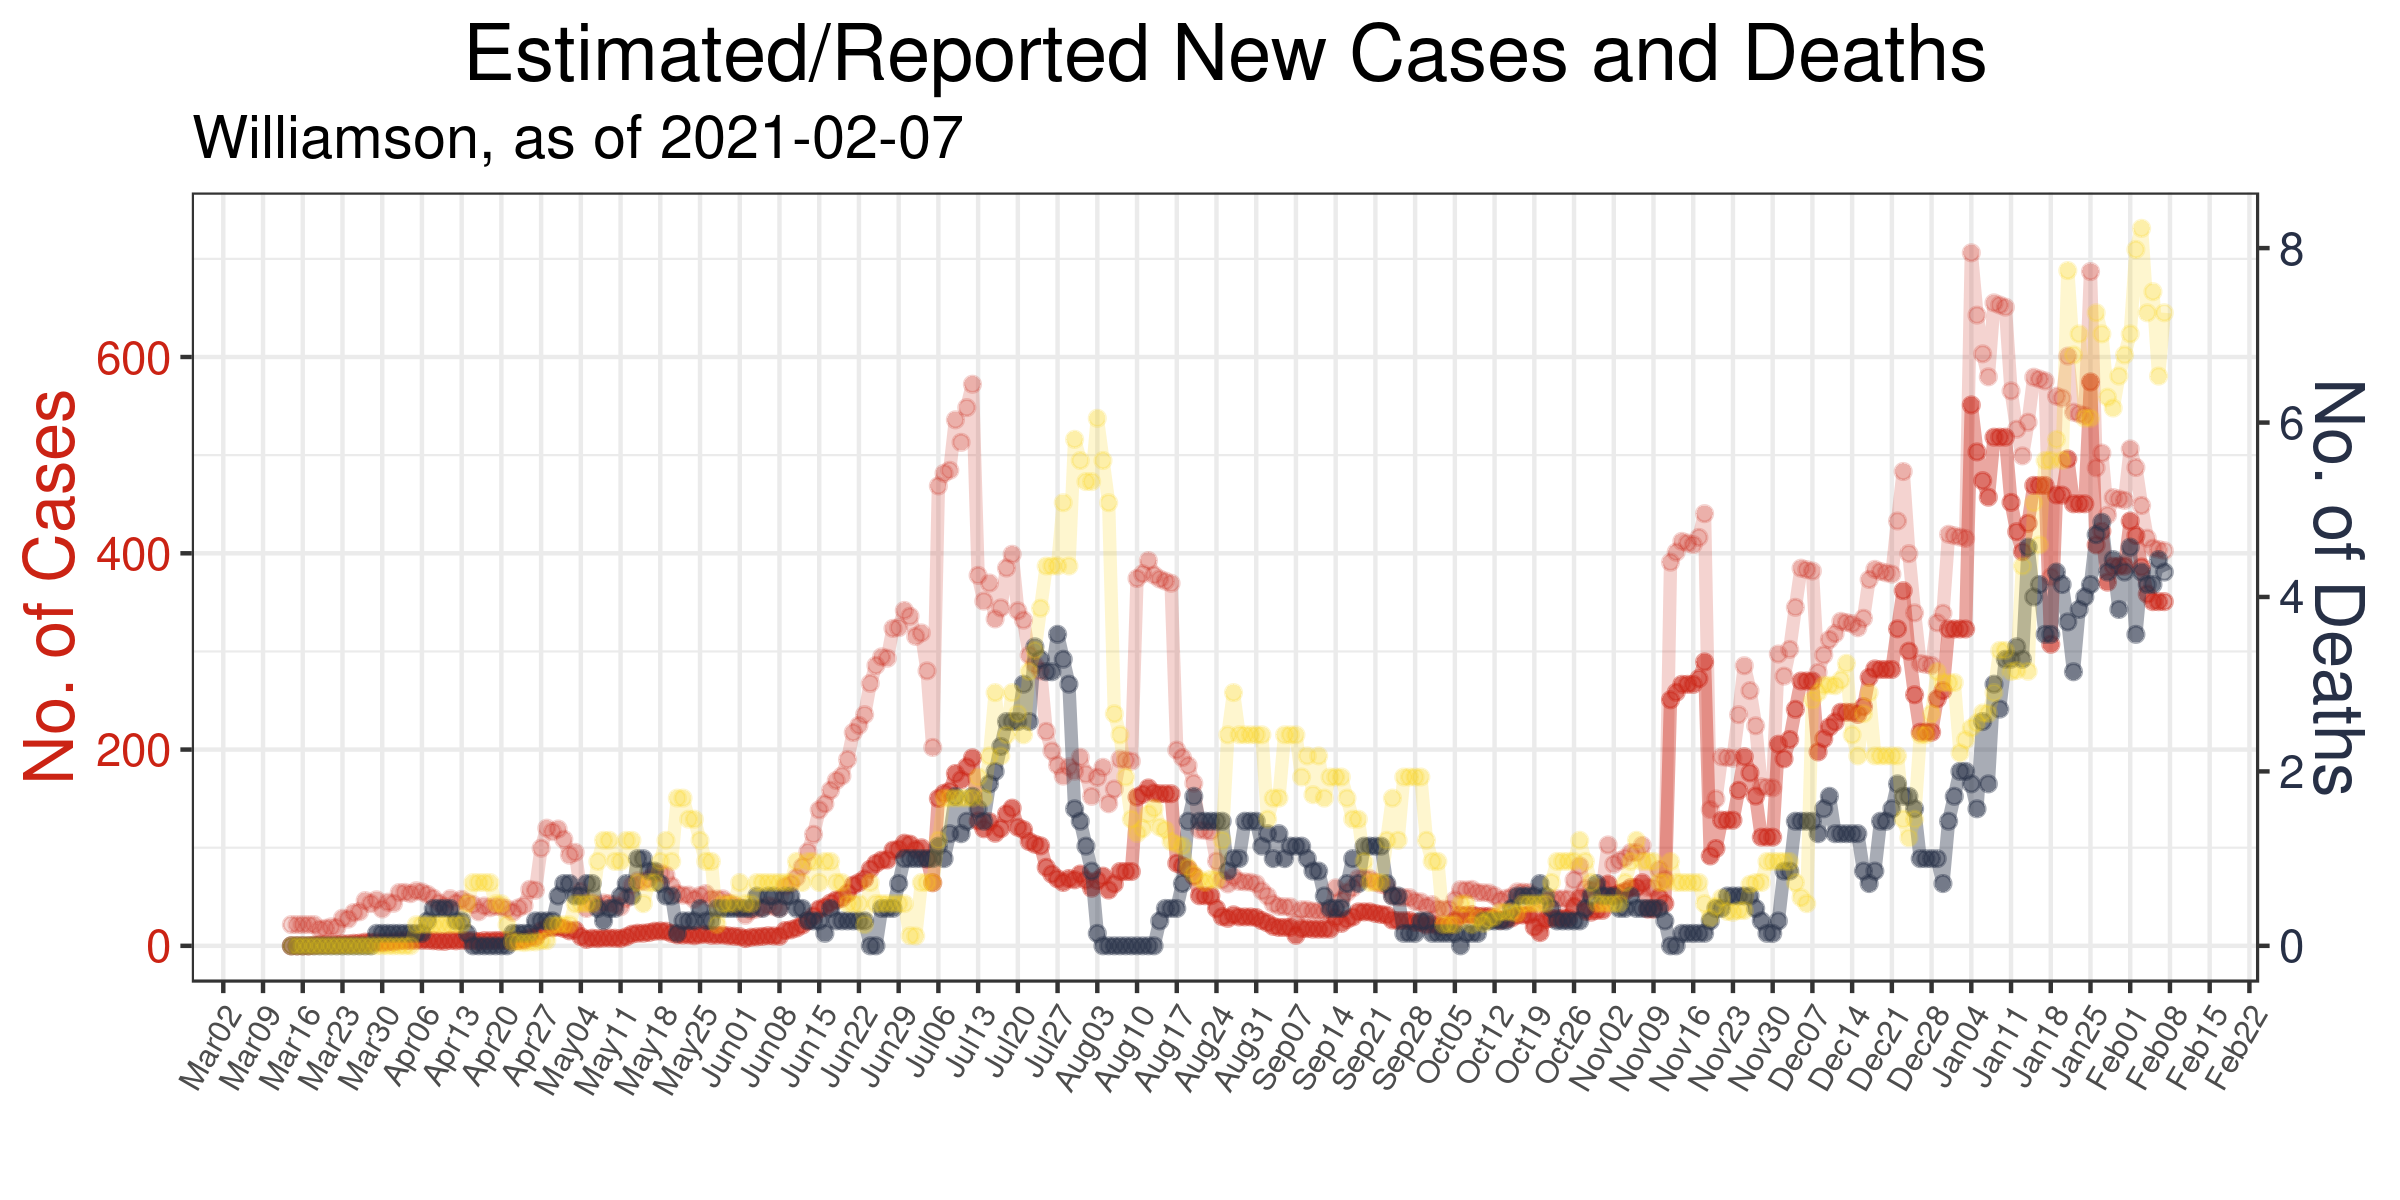 Estimated/Reported New Cases and Deaths
Williamson, as of 2021-02-07
No. of Cases
600
400
200
0
No. of Deaths
8
6
4
2
0
Mar02
Mar09
Mar16
Mar23
Mar30
Apr06
Apr13
Apr20
Apr27
May04
May11
May18
May25
Jun01
Jun08
Jun15
Jun22
Jun29
Jul06
Jul13
Jul20
Jul27
Aug03
Aug10
Aug17
Aug24
Aug31
Sep07
Sep14
Sep21
Sep28
Oct05
Oct12
Oct19
Oct26
Nov02
Nov09
Nov16
Nov23
Nov30
Dec07
Dec14
Dec21
Dec28
Jan04
Jan11
Jan18
Jan25
Feb01
Feb08
Feb15
Feb22